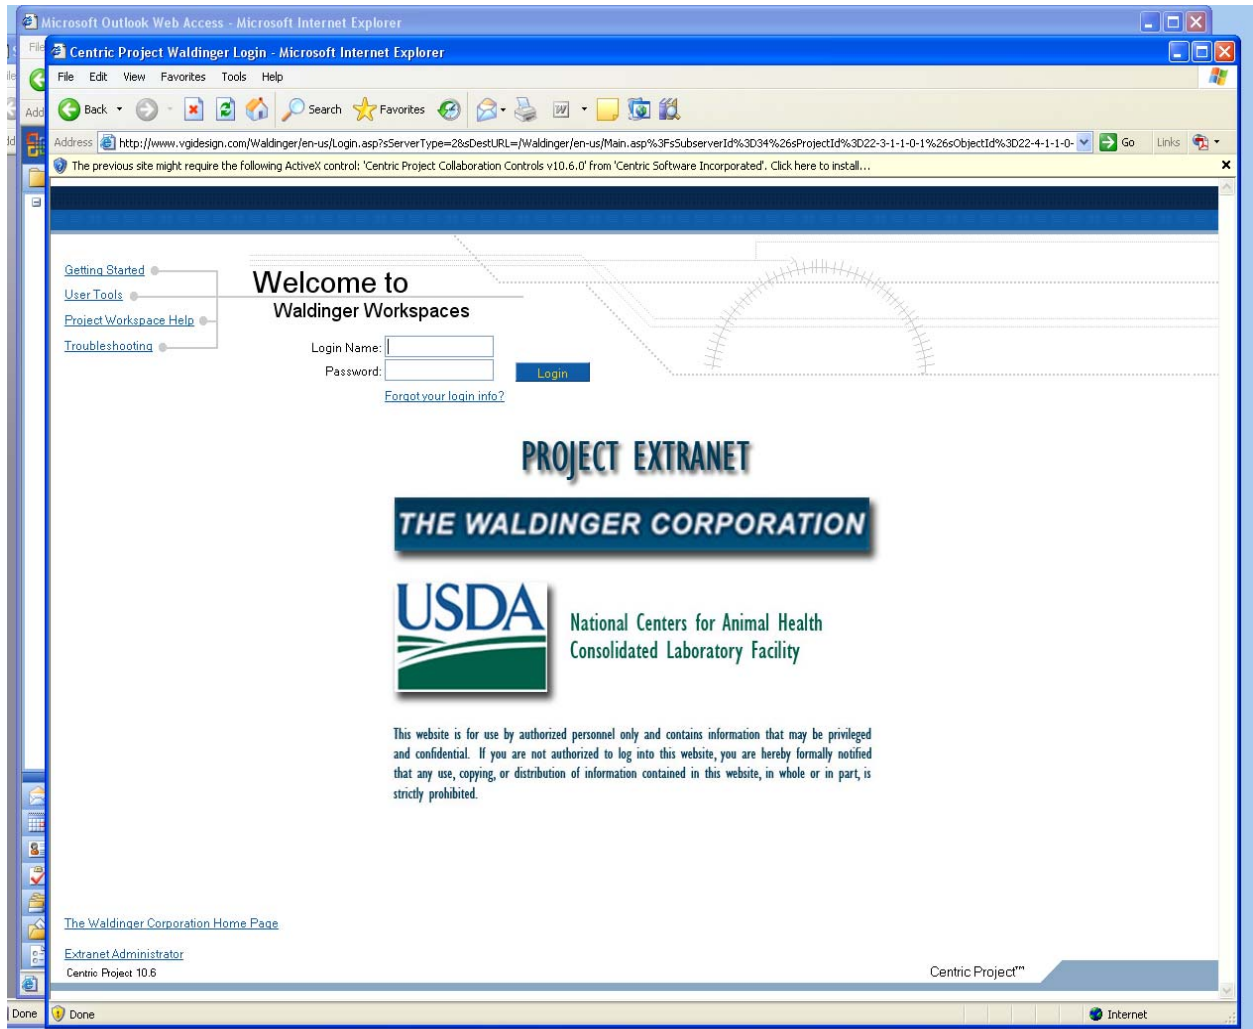 Microsoft Outlook Web Access - Microsoft Internet Explorer
Centric Project Waldinger Login - Microsoft Internet Explorer
File Edit View Favorites Tools Help
Back Search Favorites
Address http://www.vgidesign.com/Waldinger/en-us/Login.asp?sServerType=2&sDestURL=/Waldinger/en-us/Main.asp%3FsSubserverId%3D34%26sProjectId%3D22-3-1-1-0-1%26sObjectId%3D22-4-1-1-0- Go Links
The previous site might require the following ActiveX control: 'Centric Project Collaboration Controls v10.6.0' from 'Centric Software Incorporated'. Click here to install...
Getting Started
User Tools
Project Workspace Help
Troubleshooting
Welcome to
Waldinger Workspaces
Login Name:
Password:
Login
Forgot your login info?
PROJECT EXTRANET
THE WALDINGER CORPORATION
USDA
National Centers for Animal Health
Consolidated Laboratory Facility
This website is for use by authorized personnel only and contains information that may be privileged
and confidential. If you are not authorized to log into this website, you are hereby formally notified
that any use, copying, or distribution of information contained in this website, in whole or in part, is
strictly prohibited.
The Waldinger Corporation Home Page
Extranet Administrator
Centric Project 10.6
Centric Project™
Done
Done
Internet